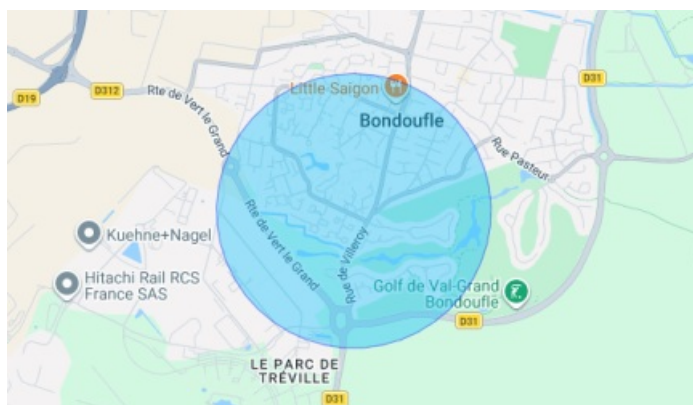 D31
Little Saigon
D312
D19
Rte de Vert le Grand
Bondoufle
Rue Pasteur
Rte de Vert le Grand
Rue de Villeroy
Kuehne+Nagel
Hitachi Rail RCS
France SAS
Golf de Val-Grand
Bondoufle
D31
LE PARC DE
TRÉVILLE
D31